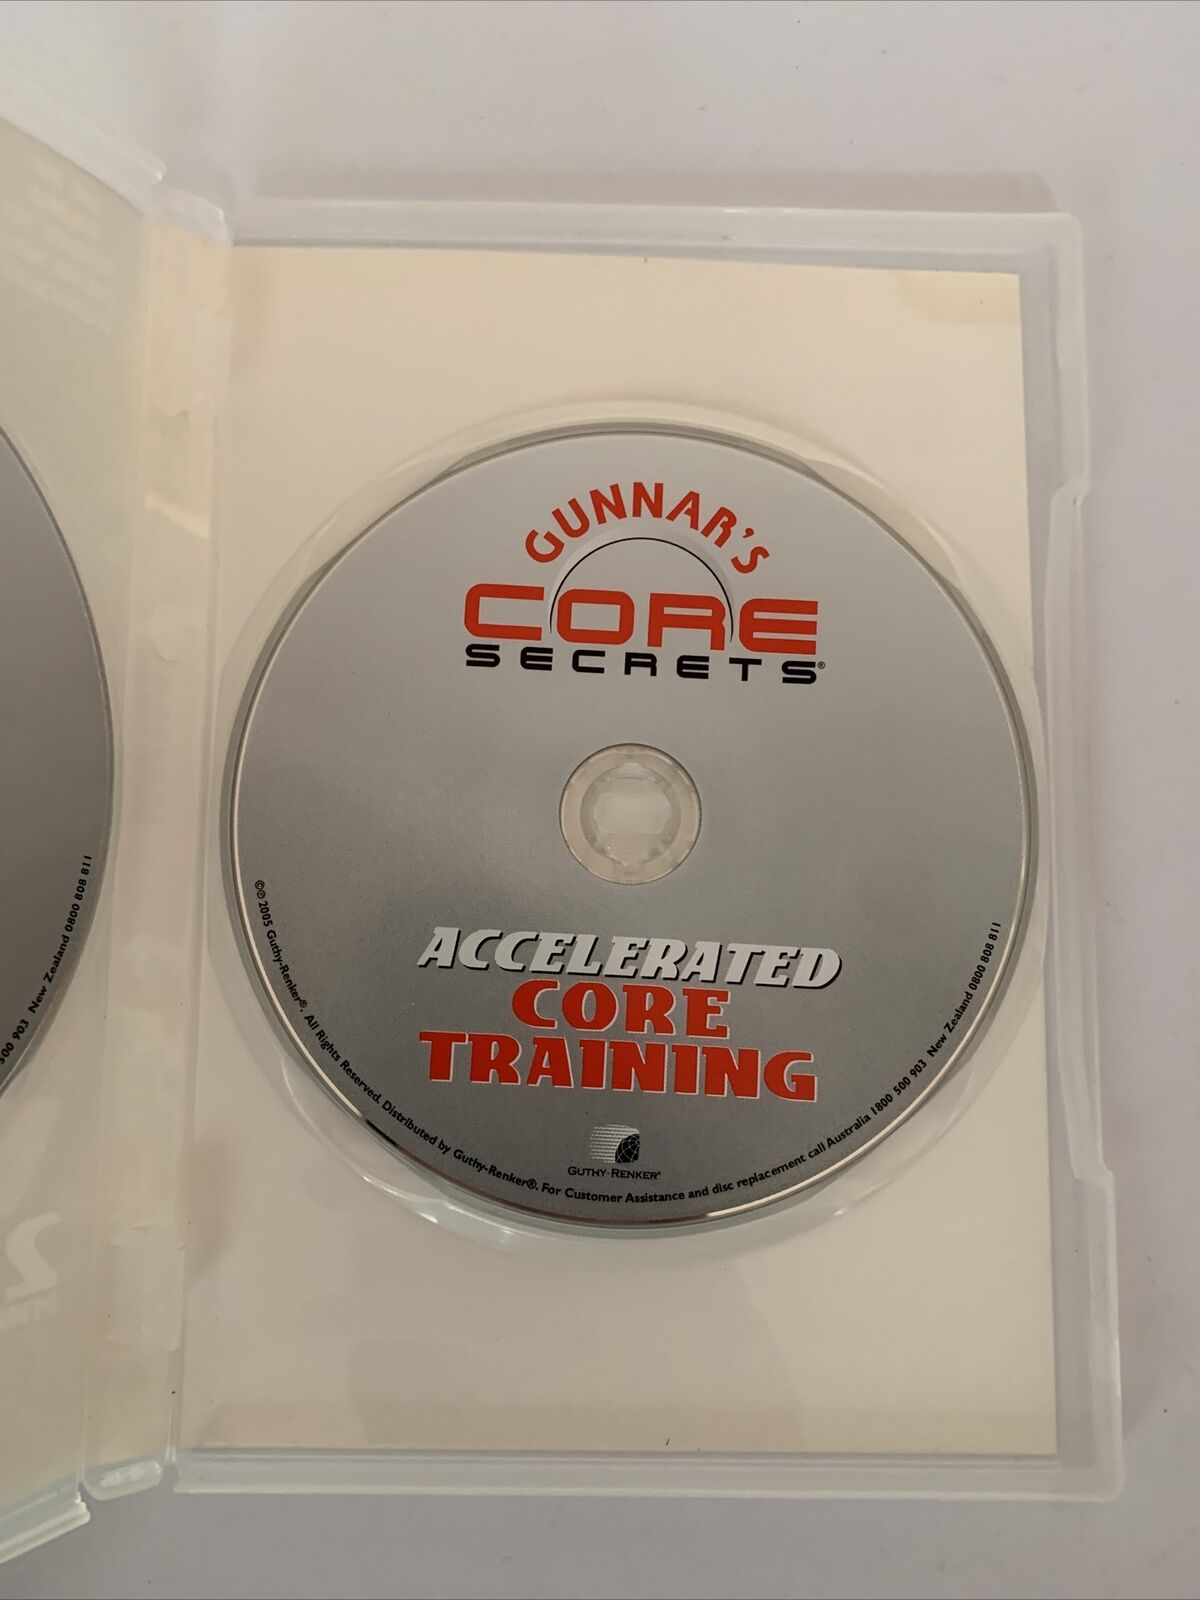 GUNNAR'S
CORE
SECRETS®
ACCELERATED
CORE
TRAINING
GUTHY-RENKER®
©℗ 2005 Guthy-Renker®. All Rights Reserved. Distributed by Guthy-Renker®. For Customer Assistance and disc replacement call Australia 1800 500 903 New Zealand 0800 808 811
500 903 New Zealand 0800 808 811